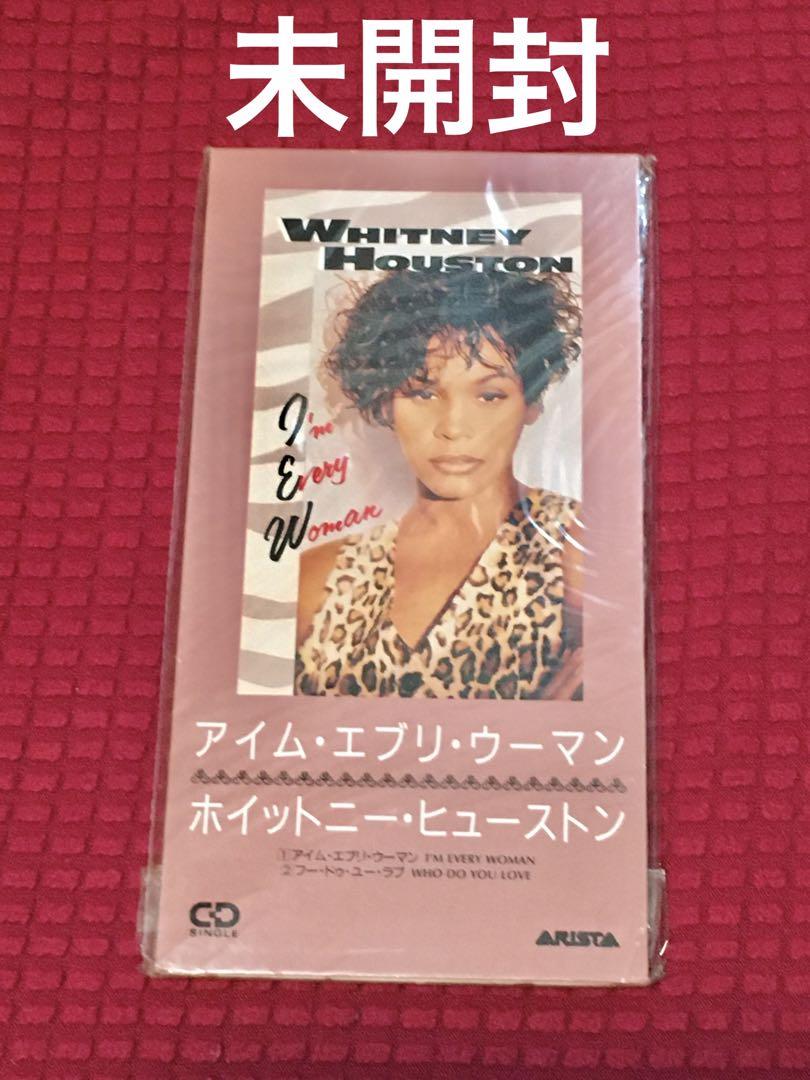 未開封
WHITNEY
HOUSTON
I'm
Every
Woman
アイム・エブリ・ウーマン
ホイットニー・ヒューストン
①アイム・エブリ・ウーマン I'M EVERY WOMAN
②フー・ドゥ・ユー・ラブ WHO DO YOU LOVE
CD
SINGLE
ARISTA